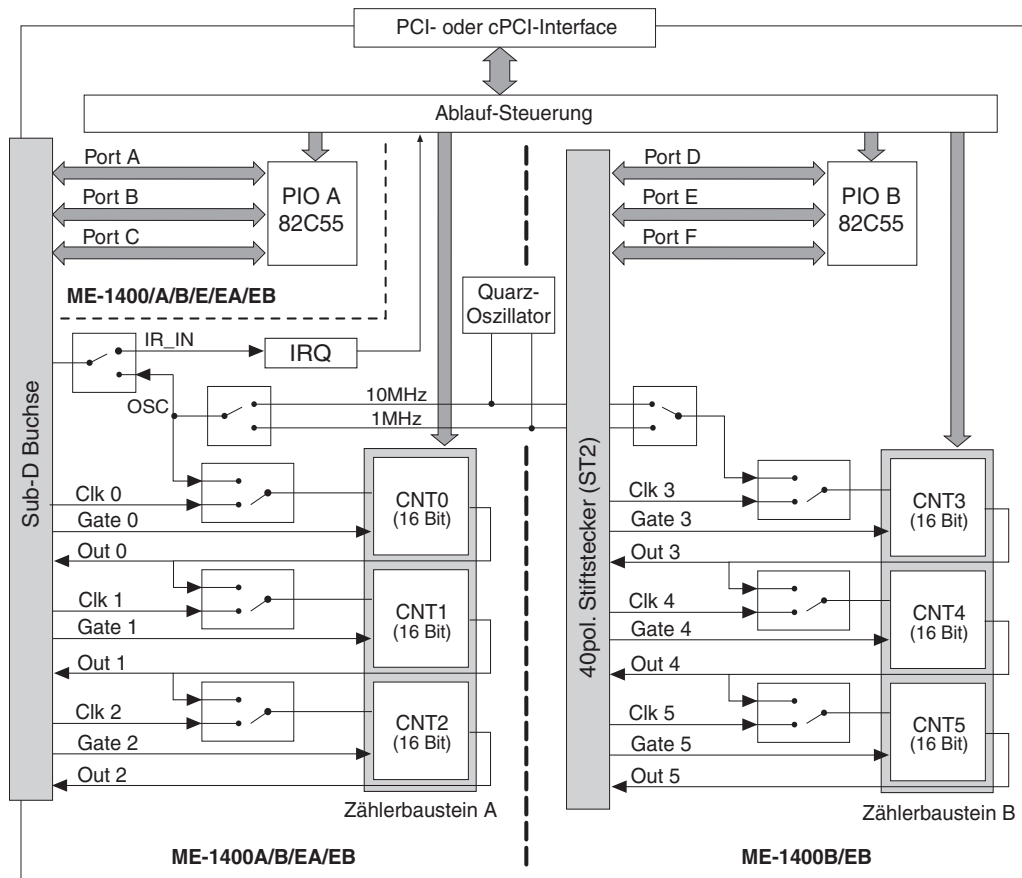 PCI- oder cPCI-Interface
Ablauf-Steuerung
Sub-D Buchse
Port A
Port B
Port C
PIO A
82C55
ME-1400/A/B/E/EA/EB
IR_IN
IRQ
OSC
Quarz-
Oszillator
10MHz
1MHz
Clk 0
Gate 0
Out 0
CNT0
(16 Bit)
Clk 1
Gate 1
Out 1
CNT1
(16 Bit)
Clk 2
Gate 2
Out 2
CNT2
(16 Bit)
Zählerbaustein A
ME-1400A/B/EA/EB
40pol. Stiftstecker (ST2)
Port D
Port E
Port F
PIO B
82C55
Clk 3
Gate 3
Out 3
CNT3
(16 Bit)
Clk 4
Gate 4
Out 4
CNT4
(16 Bit)
Clk 5
Gate 5
Out 5
CNT5
(16 Bit)
Zählerbaustein B
ME-1400B/EB